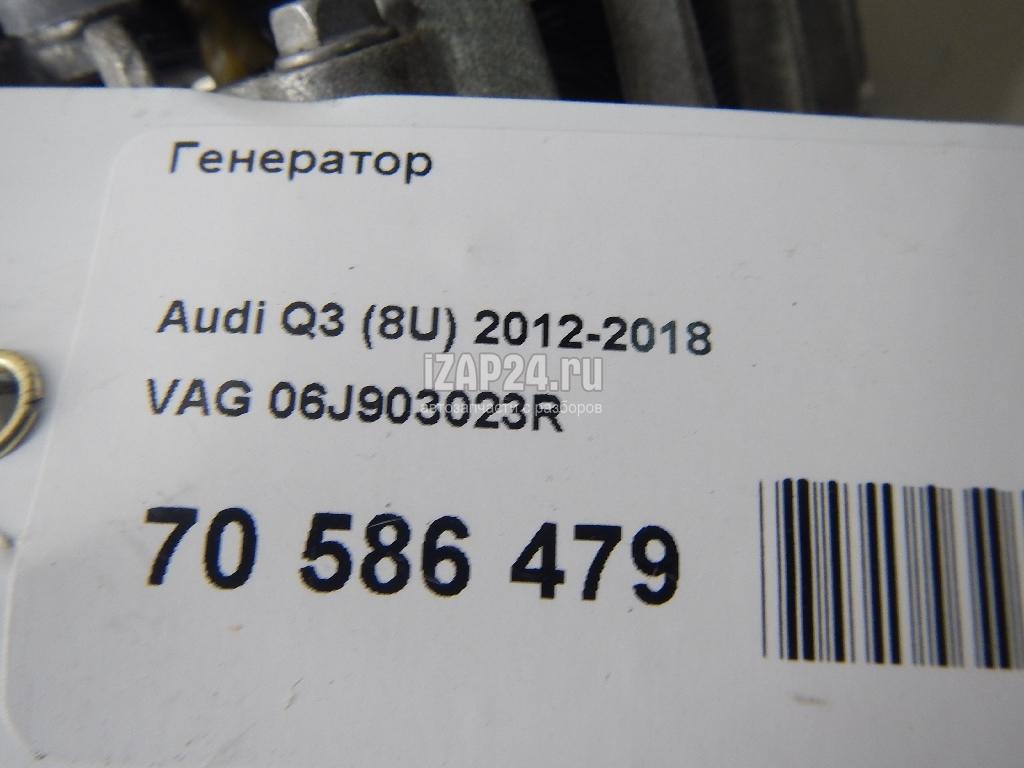 Генератор
Audi Q3 (8U) 2012-2018
iZAP24.ru
VAG 06J903023R
автозапчасти с разборов
70 586 479